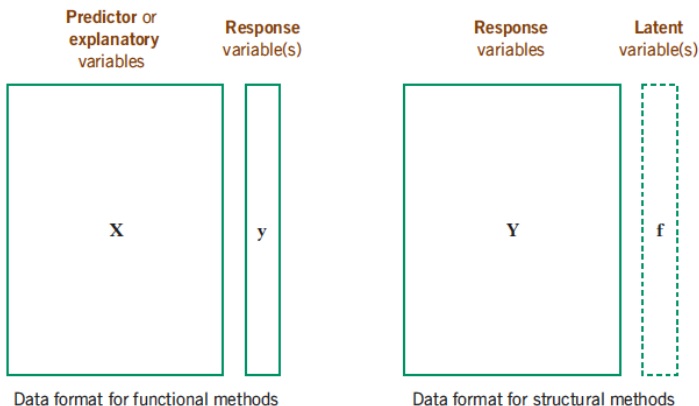 Predictor or
explanatory
variables
Response
variable(s)
X
y
Data format for functional methods
Response
variables
Latent
variable(s)
Y
f
Data format for structural methods